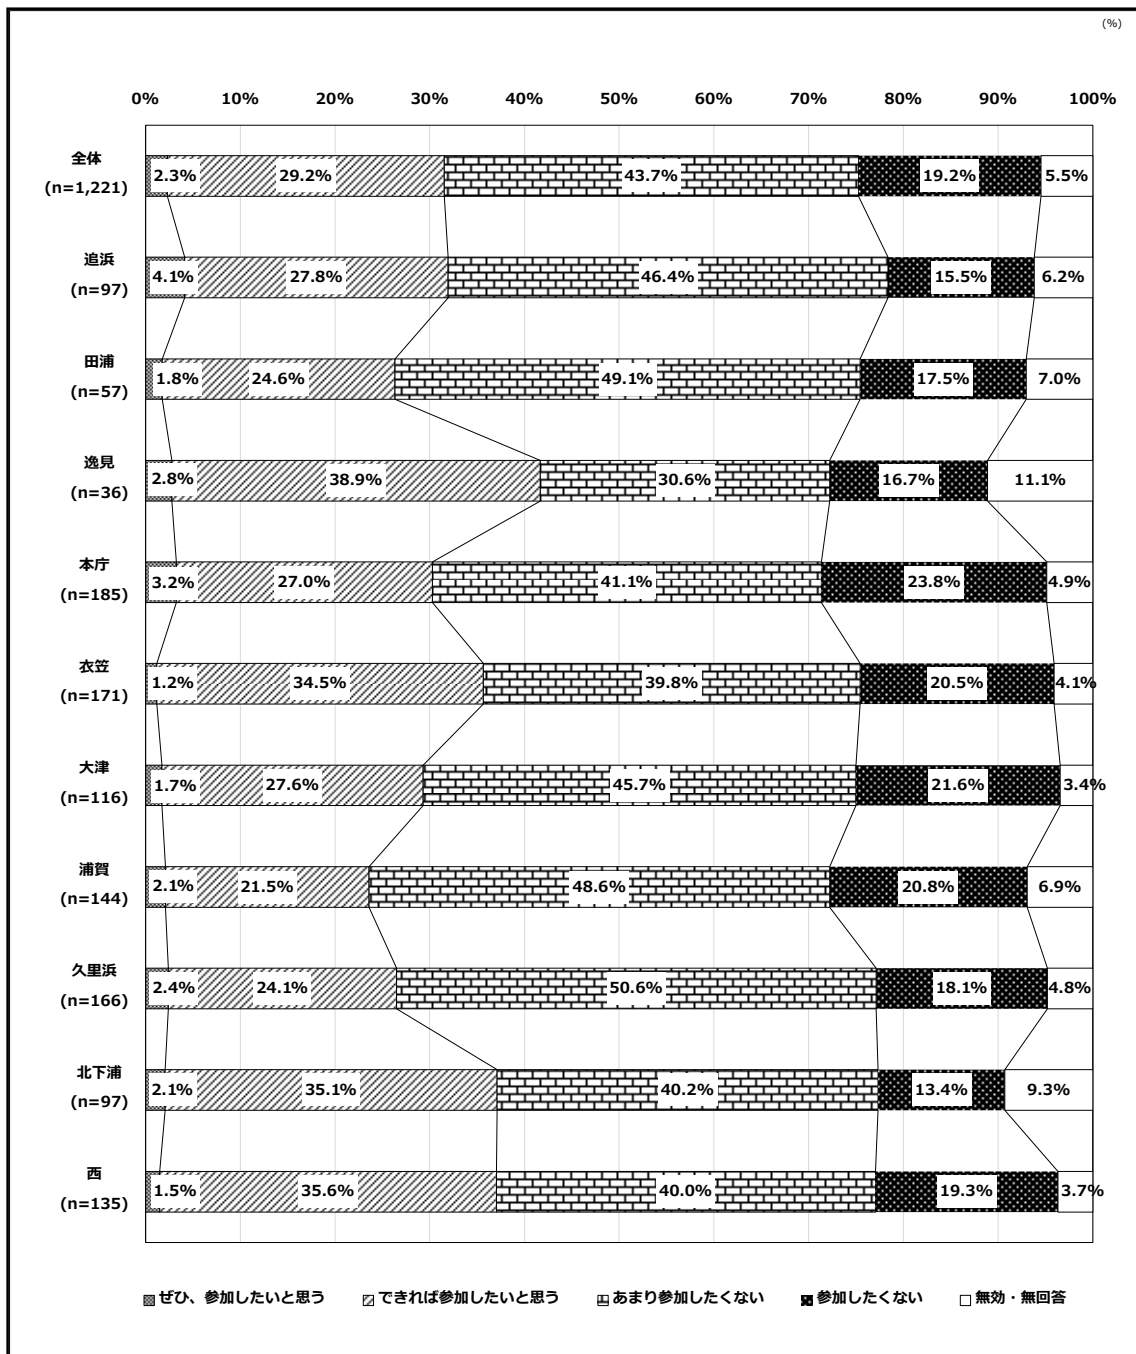 (%)
0% 10% 20% 30% 40% 50% 60% 70% 80% 90% 100%
全体
(n=1,221)
2.3% 29.2% 43.7% 19.2% 5.5%
追浜
(n=97)
4.1% 27.8% 46.4% 15.5% 6.2%
田浦
(n=57)
1.8% 24.6% 49.1% 17.5% 7.0%
逸見
(n=36)
2.8% 38.9% 30.6% 16.7% 11.1%
本庁
(n=185)
3.2% 27.0% 41.1% 23.8% 4.9%
衣笠
(n=171)
1.2% 34.5% 39.8% 20.5% 4.1%
大津
(n=116)
1.7% 27.6% 45.7% 21.6% 3.4%
浦賀
(n=144)
2.1% 21.5% 48.6% 20.8% 6.9%
久里浜
(n=166)
2.4% 24.1% 50.6% 18.1% 4.8%
北下浦
(n=97)
2.1% 35.1% 40.2% 13.4% 9.3%
西
(n=135)
1.5% 35.6% 40.0% 19.3% 3.7%
ぜひ、参加したいと思う できれば参加したいと思う あまり参加したくない 参加したくない 無効・無回答